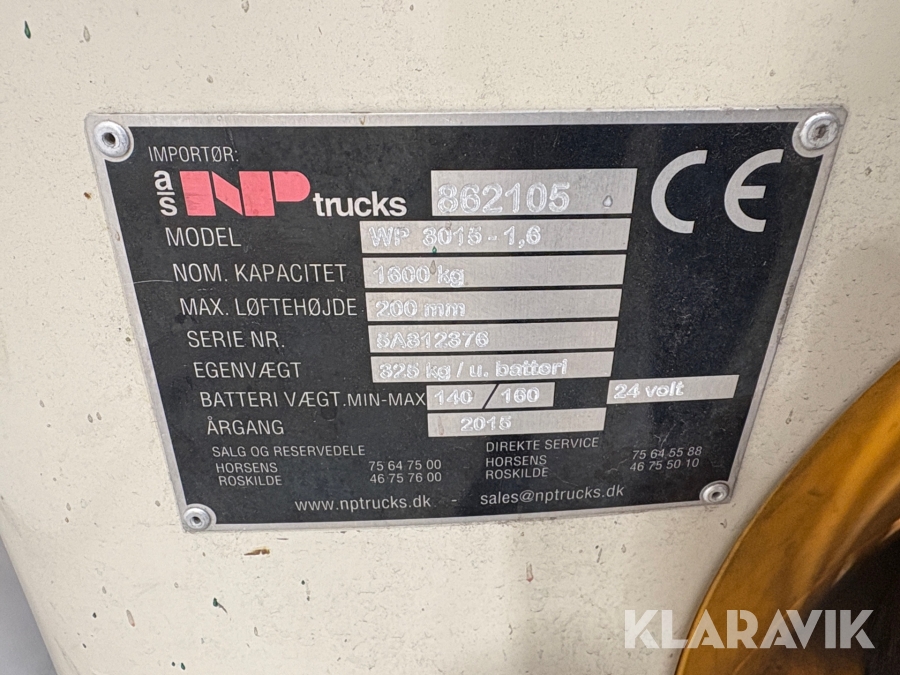 IMPORTØR:
a/s NP trucks 862105
CE
MODEL WP 3015-1,6
NOM. KAPACITET 1600 kg
MAX. LØFTEHØJDE 200 mm
SERIE NR. 5A812376
EGENVÆGT 325 kg / u. batteri
BATTERI VÆGT.MIN-MAX 140 / 160 24 volt
ÅRGANG 2015
SALG OG RESERVEDELE
HORSENS 75 64 75 00
ROSKILDE 46 75 76 00
DIREKTE SERVICE
HORSENS 75 64 55 88
ROSKILDE 46 75 50 10
www.nptrucks.dk - sales@nptrucks.dk
KLARAVIK